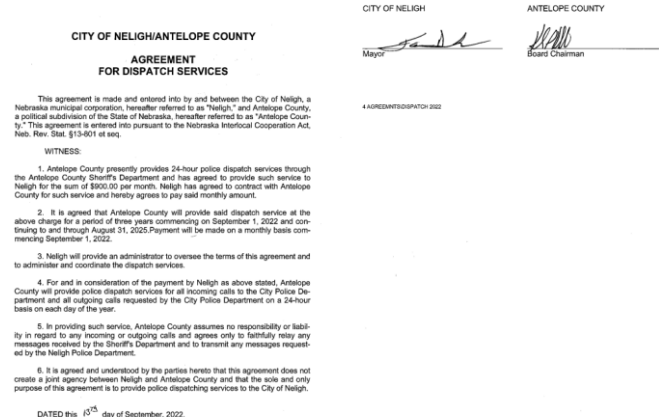 CITY OF NELIGH/ANTELOPE COUNTY
AGREEMENT
FOR DISPATCH SERVICES
This agreement is made and entered into by and between the City of Neligh, a
Nebraska municipal corporation, hereafter referred to as "Neligh," and Antelope County,
a political subdivision of the State of Nebraska, hereafter referred to as "Antelope Coun-
ty." This agreement is entered into pursuant to the Nebraska Interlocal Cooperation Act,
Neb. Rev. Stat. §13-801 et seq.
WITNESS:
1. Antelope County presently provides 24-hour police dispatch services through
the Antelope County Sheriff's Department and has agreed to provide such service to
Neligh for the sum of $900.00 per month. Neligh has agreed to contract with Antelope
County for such service and hereby agrees to pay said monthly amount.
2. It is agreed that Antelope County will provide said dispatch service at the
above charge for a period of three years commencing on September 1, 2022 and con-
tinuing to and through August 31, 2025.Payment will be made on a monthly basis com-
mencing September 1, 2022.
3. Neligh will provide an administrator to oversee the terms of this agreement and
to administer and coordinate the dispatch services.
4. For and in consideration of the payment by Neligh as above stated, Antelope
County will provide police dispatch services for all incoming calls to the City Police De-
partment and all outgoing calls requested by the City Police Department on a 24-hour
basis on each day of the year.
5. In providing such service, Antelope County assumes no responsibility or liabil-
ity in regard to any incoming or outgoing calls and agrees only to faithfully relay any
messages received by the Sheriff's Department and to transmit any messages request-
ed by the Neligh Police Department.
6. It is agreed and understood by the parties hereto that this agreement does not
create a joint agency between Neligh and Antelope County and that the sole and only
purpose of this agreement is to provide police dispatching services to the City of Neligh.
DATED this day of September, 2022.
CITY OF NELIGH
Mayor
ANTELOPE COUNTY
Board Chairman
4 AGREEMNTS\DISPATCH 2022